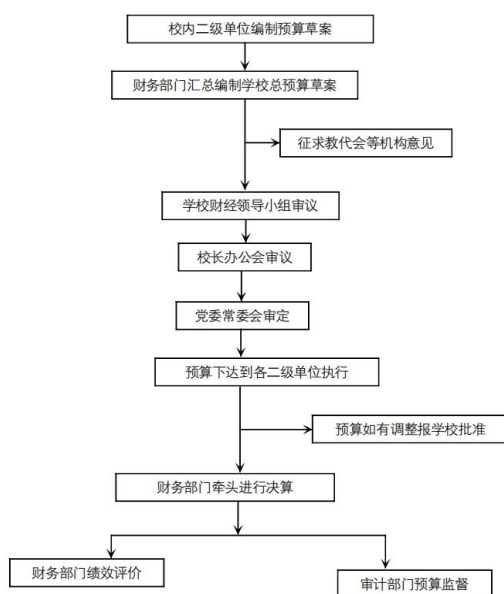 校内二级单位编制预算草案
财务部门汇总编制学校总预算草案
征求教代会等机构意见
学校财经领导小组审议
校长办公会审议
党委常委会审定
预算下达到各二级单位执行
预算如有调整报学校批准
财务部门牵头进行决算
财务部门绩效评价
审计部门预算监督